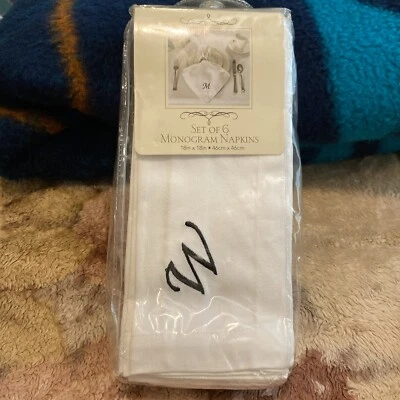 M
SET OF 6
MONOGRAM NAPKINS
18in x 18in • 46cm x 46cm
W